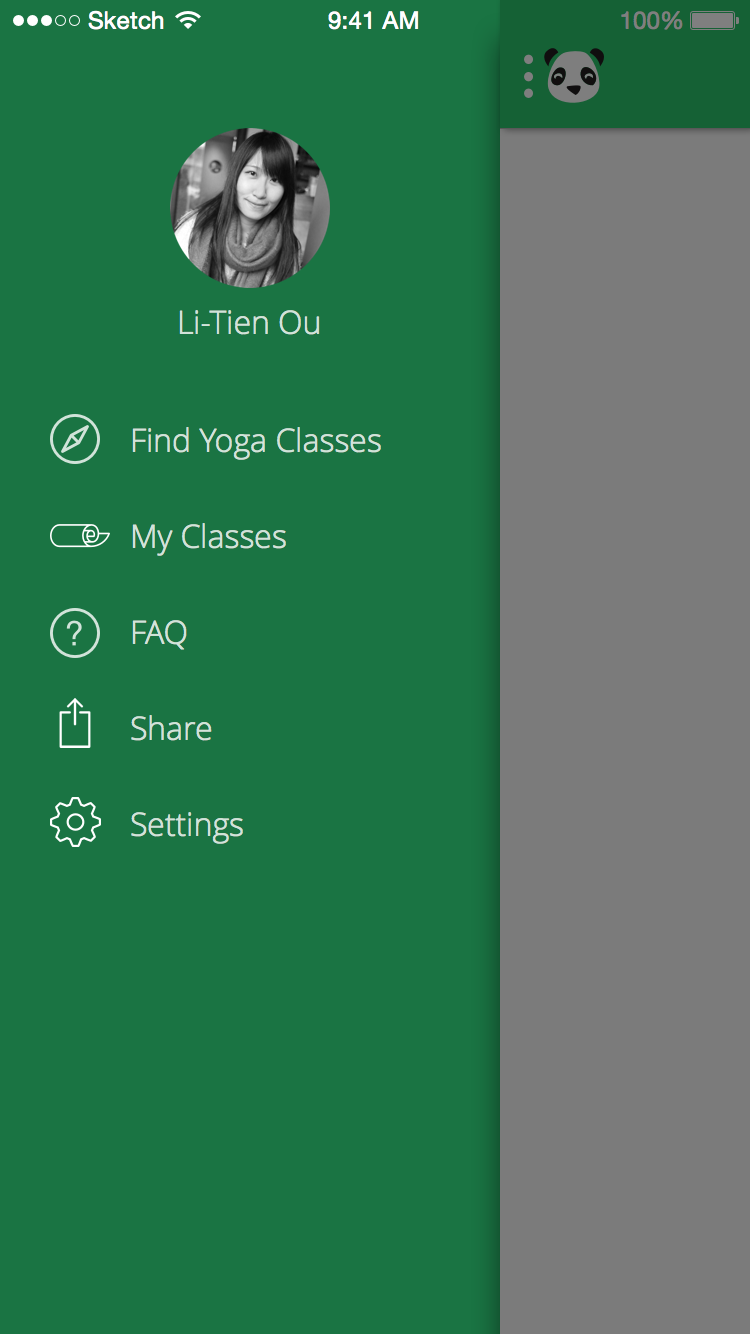 Sketch 9:41 AM 100%
Li-Tien Ou
Find Yoga Classes
My Classes
FAQ
Share
Settings